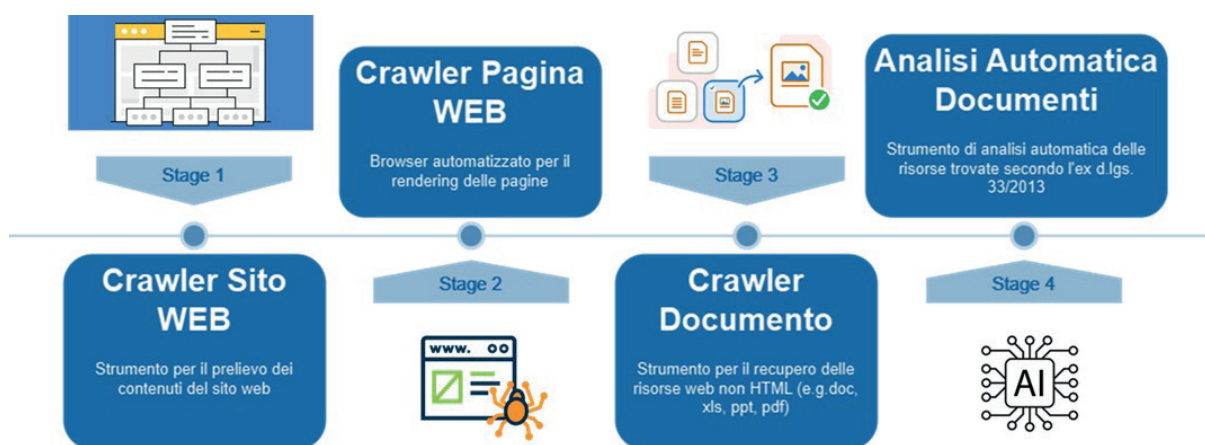 Stage 1
Crawler Sito
WEB
Strumento per il prelievo dei
contenuti del sito web
Crawler Pagina
WEB
Browser automatizzato per il
rendering delle pagine
Stage 2
www.
Stage 3
Crawler
Documento
Strumento per il recupero delle
risorse web non HTML (e.g.doc,
xls, ppt, pdf)
Analisi Automatica
Documenti
Strumento di analisi automatica delle
risorse trovate secondo l'ex d.lgs.
33/2013
Stage 4
AI